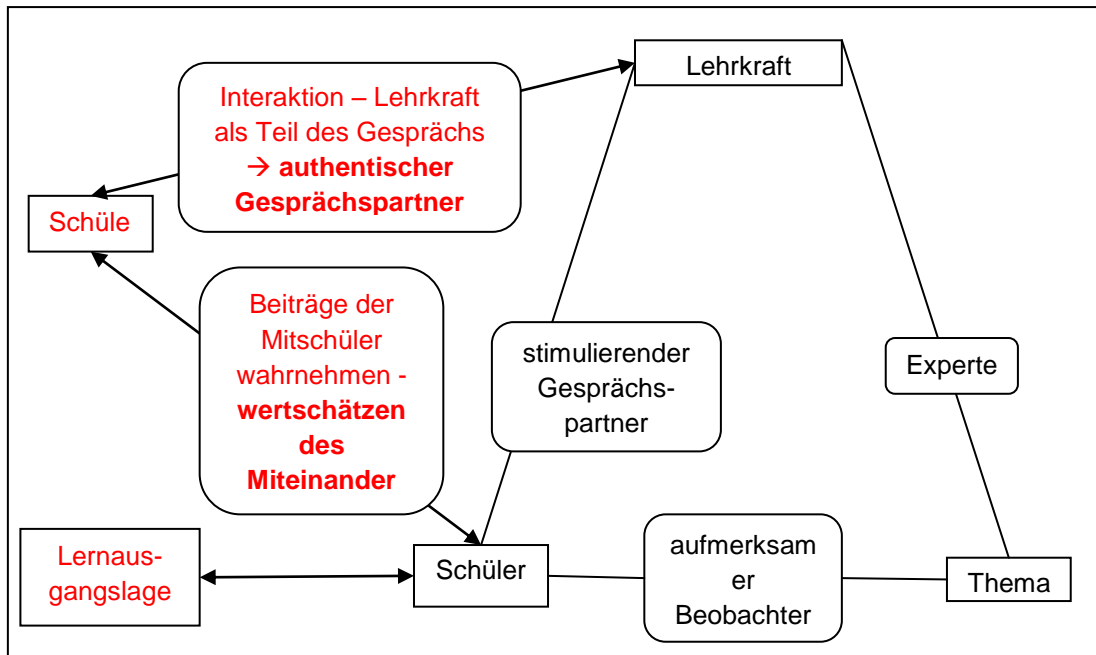 Lehrkraft
Interaktion – Lehrkraft
als Teil des Gesprächs
→ authentischer
Gesprächspartner
Schüle
Beiträge der
Mitschüler
wahrnehmen -
wertschätzen
des
Miteinander
stimulierender
Gesprächs-
partner
Experte
Lernaus-
gangslage
Schüler
aufmerksam
er
Beobachter
Thema